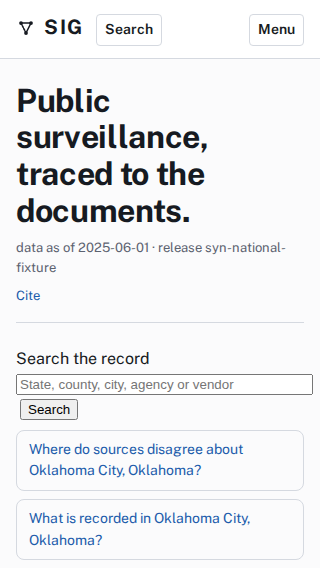 SIG Search Menu
Public
surveillance,
traced to the
documents.
data as of 2025-06-01 · release syn-national-
fixture
Cite
Search the record
State, county, city, agency or vendor
Search
Where do sources disagree about
Oklahoma City, Oklahoma?
What is recorded in Oklahoma City,
Oklahoma?